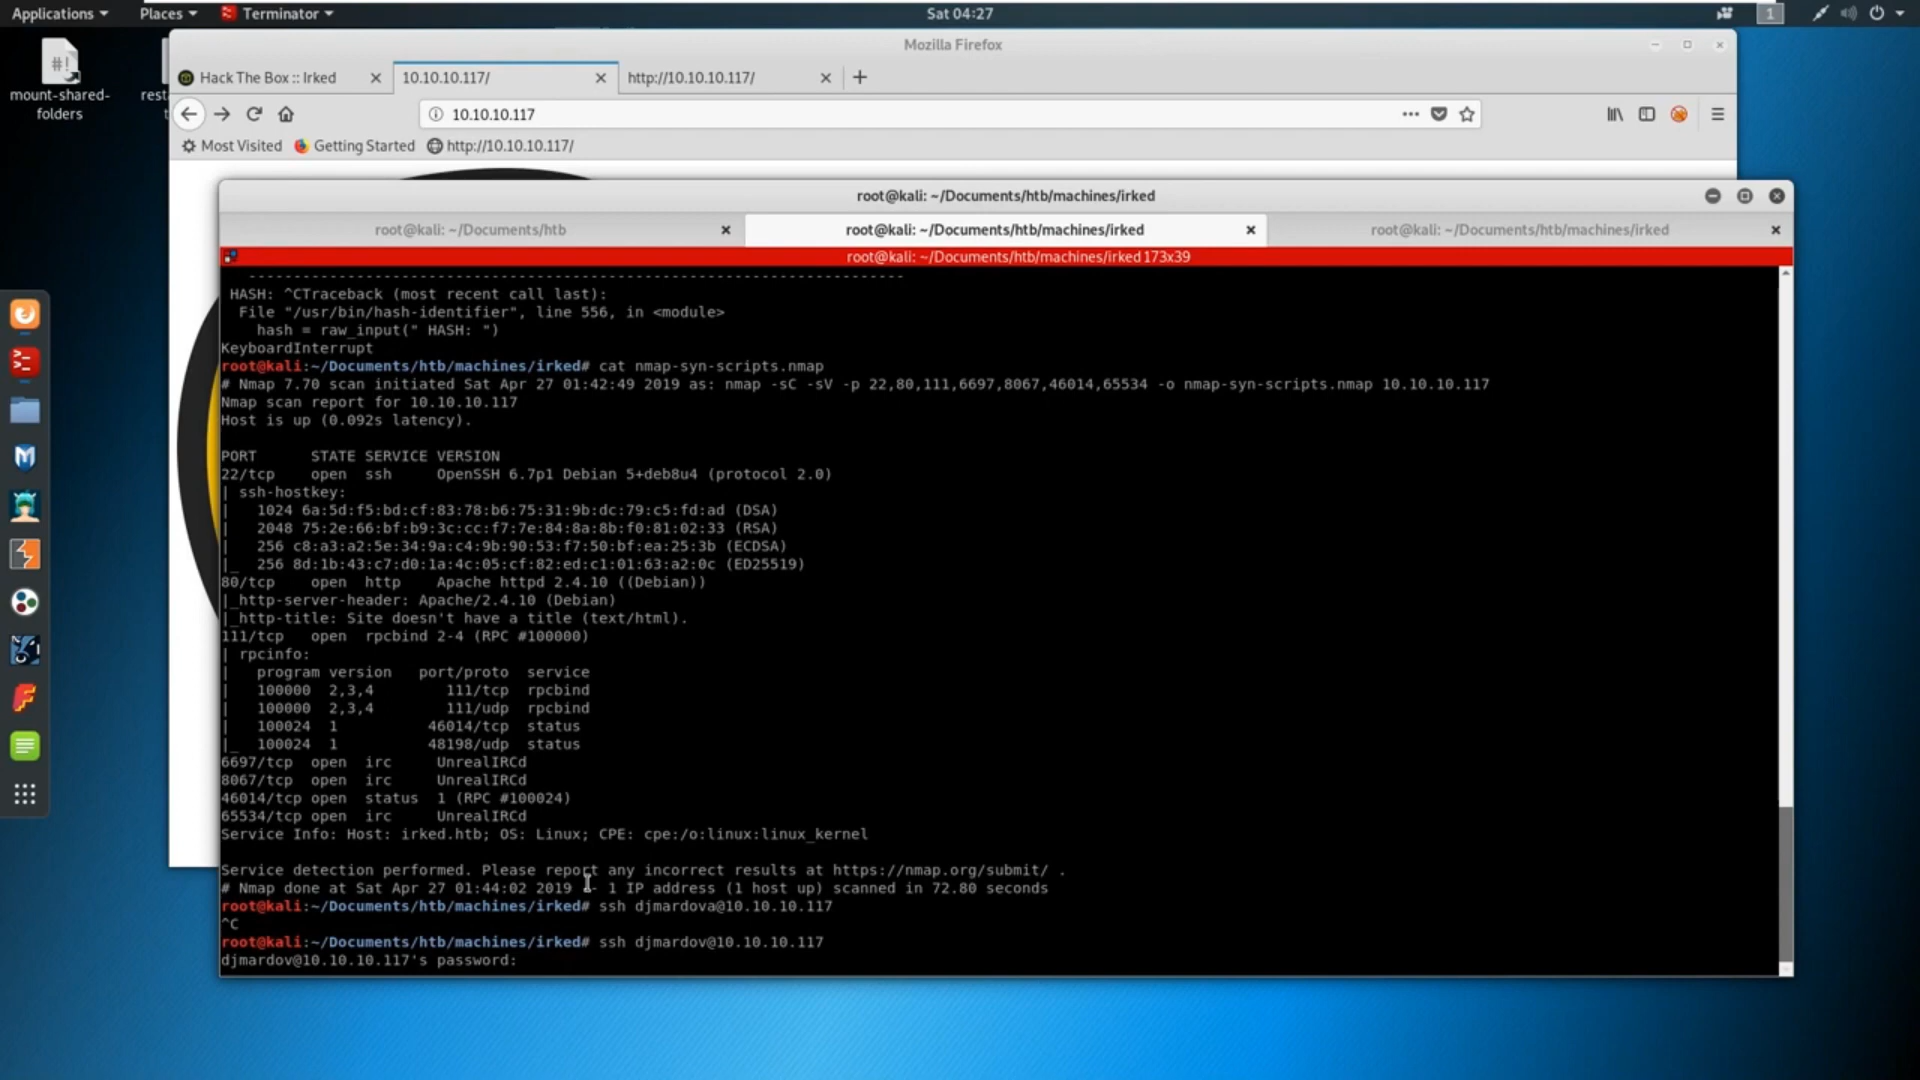 Applications
Places
Terminator
Sat 04:27
1
mount-shared-
folders
Mozilla Firefox
Hack The Box :: Irked
10.10.10.117/
http://10.10.10.117/
10.10.10.117
Most Visited
Getting Started
http://10.10.10.117/
root@kali: ~/Documents/htb/machines/irked
root@kali: ~/Documents/htb
root@kali: ~/Documents/htb/machines/irked
root@kali: ~/Documents/htb/machines/irked
root@kali: ~/Documents/htb/machines/irked 173x39
-------------------------------------------------------------------------
HASH: ^CTraceback (most recent call last):
File "/usr/bin/hash-identifier", line 556, in <module>
hash = raw_input(" HASH: ")
KeyboardInterrupt
root@kali:~/Documents/htb/machines/irked# cat nmap-syn-scripts.nmap
# Nmap 7.70 scan initiated Sat Apr 27 01:42:49 2019 as: nmap -sC -sV -p 22,80,111,6697,8067,46014,65534 -o nmap-syn-scripts.nmap 10.10.10.117
Nmap scan report for 10.10.10.117
Host is up (0.092s latency).
PORT STATE SERVICE VERSION
22/tcp open ssh OpenSSH 6.7p1 Debian 5+deb8u4 (protocol 2.0)
| ssh-hostkey:
| 1024 6a:5d:f5:bd:cf:83:78:b6:75:31:9b:dc:79:c5:fd:ad (DSA)
| 2048 75:2e:66:bf:b9:3c:cc:f7:7e:84:8a:8b:f0:81:02:33 (RSA)
| 256 c8:a3:a2:5e:34:9a:c4:9b:90:53:f7:50:bf:ea:25:3b (ECDSA)
|_ 256 8d:1b:43:c7:d0:1a:4c:05:cf:82:ed:c1:01:63:a2:0c (ED25519)
80/tcp open http Apache httpd 2.4.10 ((Debian))
|_http-server-header: Apache/2.4.10 (Debian)
|_http-title: Site doesn't have a title (text/html).
111/tcp open rpcbind 2-4 (RPC #100000)
| rpcinfo:
| program version port/proto service
| 100000 2,3,4 111/tcp rpcbind
| 100000 2,3,4 111/udp rpcbind
| 100024 1 46014/tcp status
|_ 100024 1 48198/udp status
6697/tcp open irc UnrealIRCd
8067/tcp open irc UnrealIRCd
46014/tcp open status 1 (RPC #100024)
65534/tcp open irc UnrealIRCd
Service Info: Host: irked.htb; OS: Linux; CPE: cpe:/o:linux:linux_kernel
Service detection performed. Please report any incorrect results at https://nmap.org/submit/ .
# Nmap done at Sat Apr 27 01:44:02 2019 -- 1 IP address (1 host up) scanned in 72.80 seconds
root@kali:~/Documents/htb/machines/irked# ssh djmardova@10.10.10.117
^C
root@kali:~/Documents/htb/machines/irked# ssh djmardov@10.10.10.117
djmardov@10.10.10.117's password: